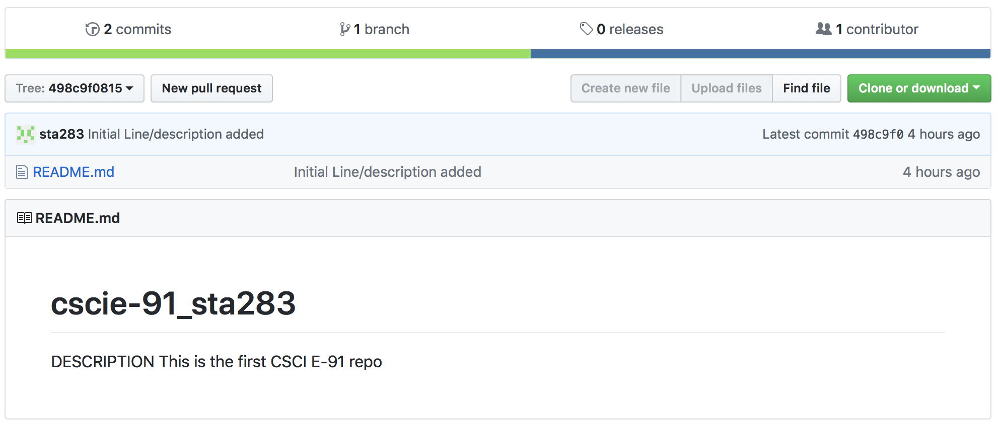 2 commits 1 branch 0 releases 1 contributor
Tree: 498c9f0815 New pull request Create new file Upload files Find file Clone or download
sta283 Initial Line/description added Latest commit 498c9f0 4 hours ago
README.md Initial Line/description added 4 hours ago
README.md
cscie-91_sta283
DESCRIPTION This is the first CSCI E-91 repo